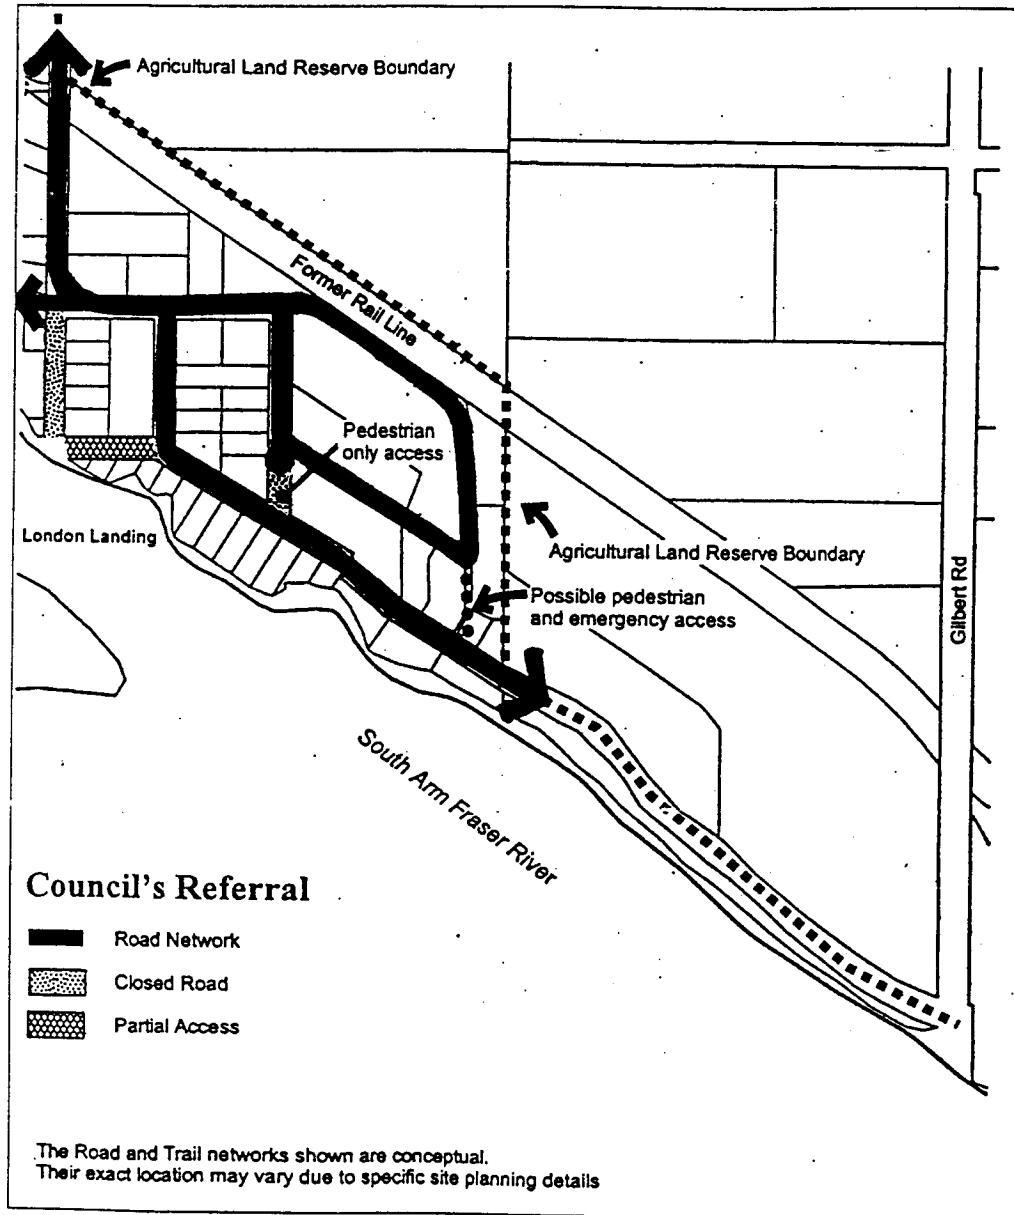 Agricultural Land Reserve Boundary
Former Rail Line
Pedestrian
only access
London Landing
Agricultural Land Reserve Boundary
Possible pedestrian
and emergency access
Gilbert Rd
South Arm Fraser River
Council's Referral
Road Network
Closed Road
Partial Access
The Road and Trail networks shown are conceptual.
Their exact location may vary due to specific site planning details